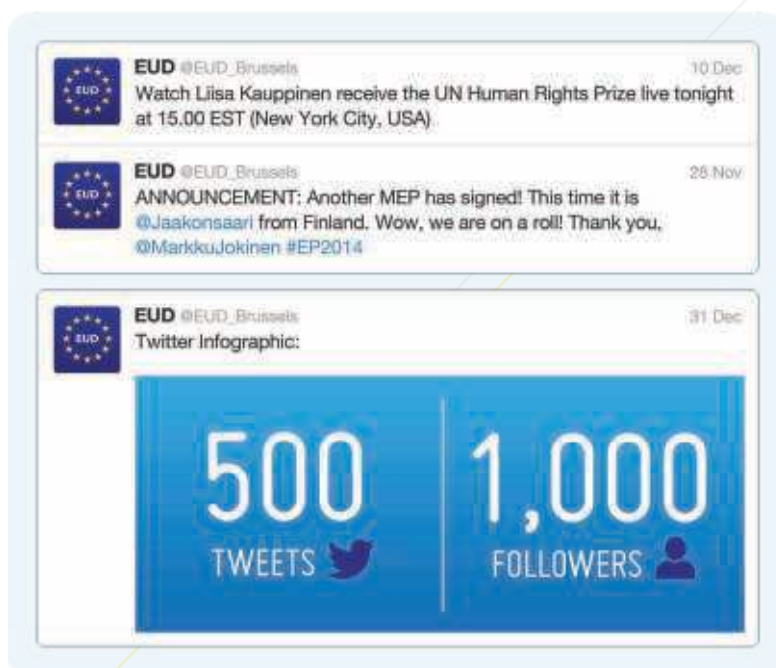 EUD @EUD_Brussels 10 Dec
EUD
Watch Liisa Kauppinen receive the UN Human Rights Prize live tonight
at 15.00 EST (New York City, USA)
EUD @EUD_Brussels 28 Nov
EUD
ANNOUNCEMENT: Another MEP has signed! This time it is
@Jaakonsaari from Finland. Wow, we are on a roll! Thank you,
@MarkkuJokinen #EP2014
EUD @EUD_Brussels 31 Dec
EUD
Twitter Infographic:
500 1,000
TWEETS FOLLOWERS